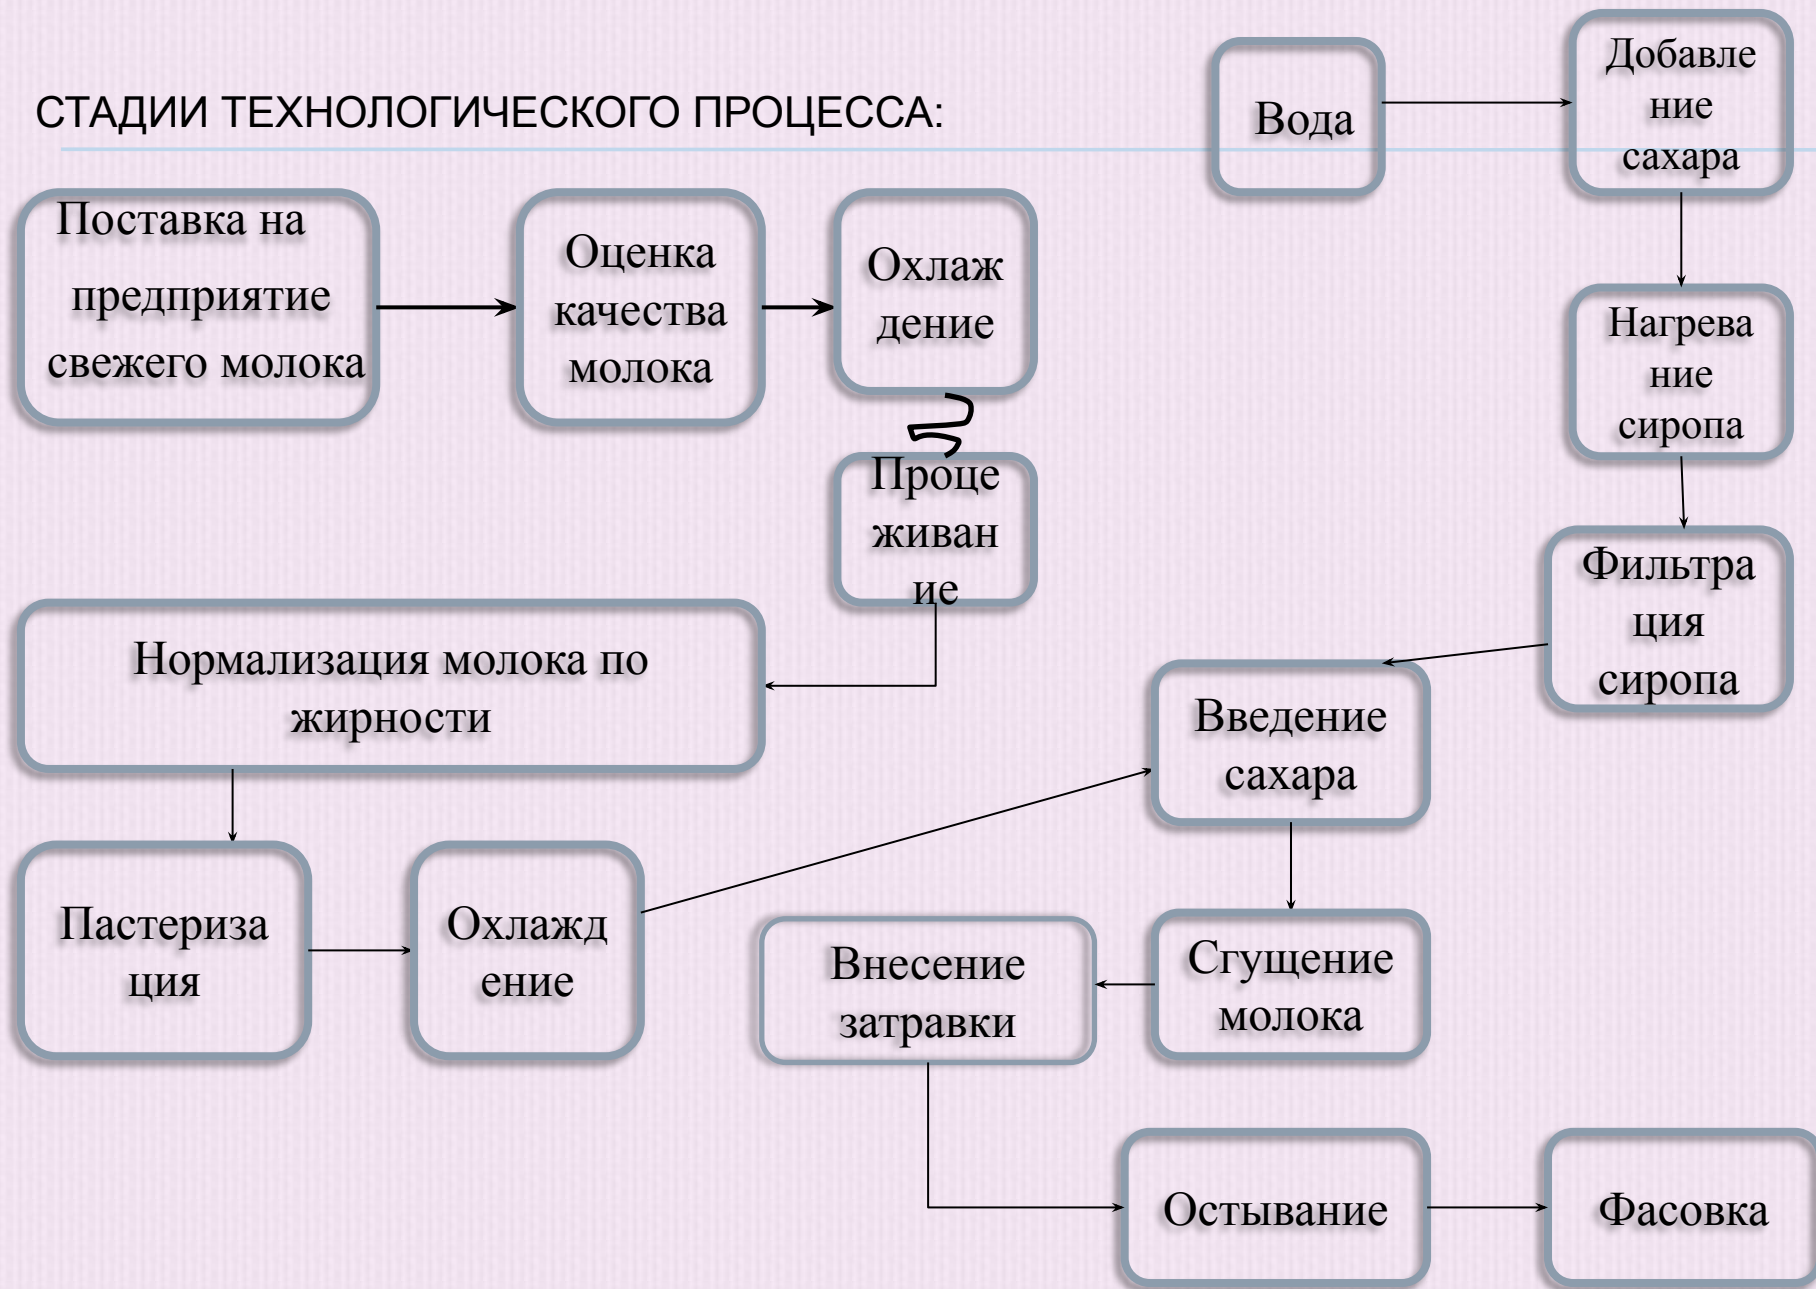 СТАДИИ ТЕХНОЛОГИЧЕСКОГО ПРОЦЕССА:
Поставка на
предприятие
свежего молока
Оценка
качества
молока
Охлаж
дение
Проце
живан
ие
Нормализация молока по
жирности
Пастериза
ция
Охлажд
ение
Вода
Добавле
ние
сахара
Нагрева
ние
сиропа
Фильтра
ция
сиропа
Введение
сахара
Сгущение
молока
Внесение
затравки
Остывание
Фасовка